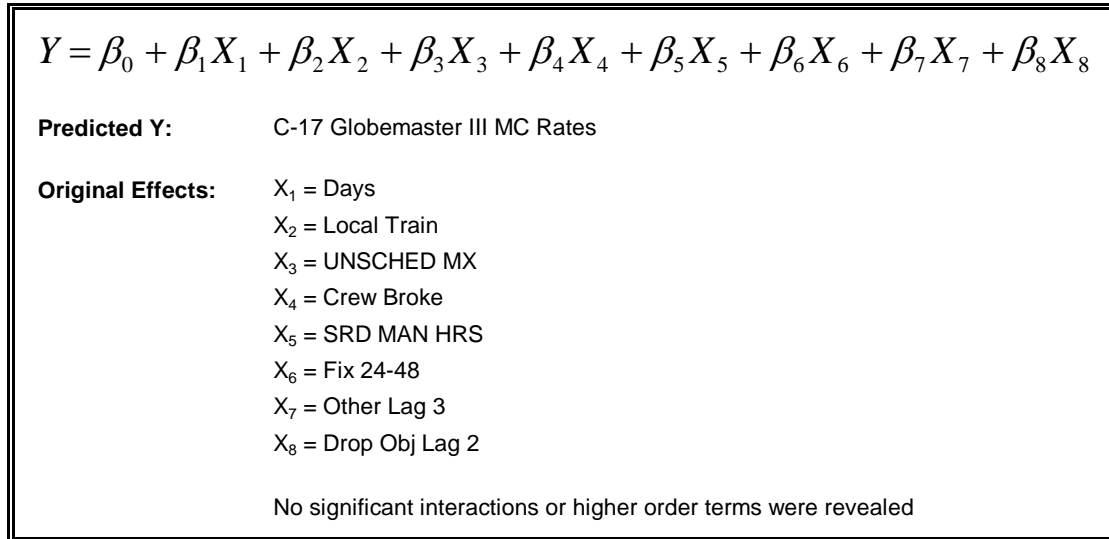 Y = β₀ + β₁X₁ + β₂X₂ + β₃X₃ + β₄X₄ + β₅X₅ + β₆X₆ + β₇X₇ + β₈X₈
Predicted Y: C-17 Globemaster III MC Rates
Original Effects: X₁ = Days
X₂ = Local Train
X₃ = UNSCHED MX
X₄ = Crew Broke
X₅ = SRD MAN HRS
X₆ = Fix 24-48
X₇ = Other Lag 3
X₈ = Drop Obj Lag 2
No significant interactions or higher order terms were revealed